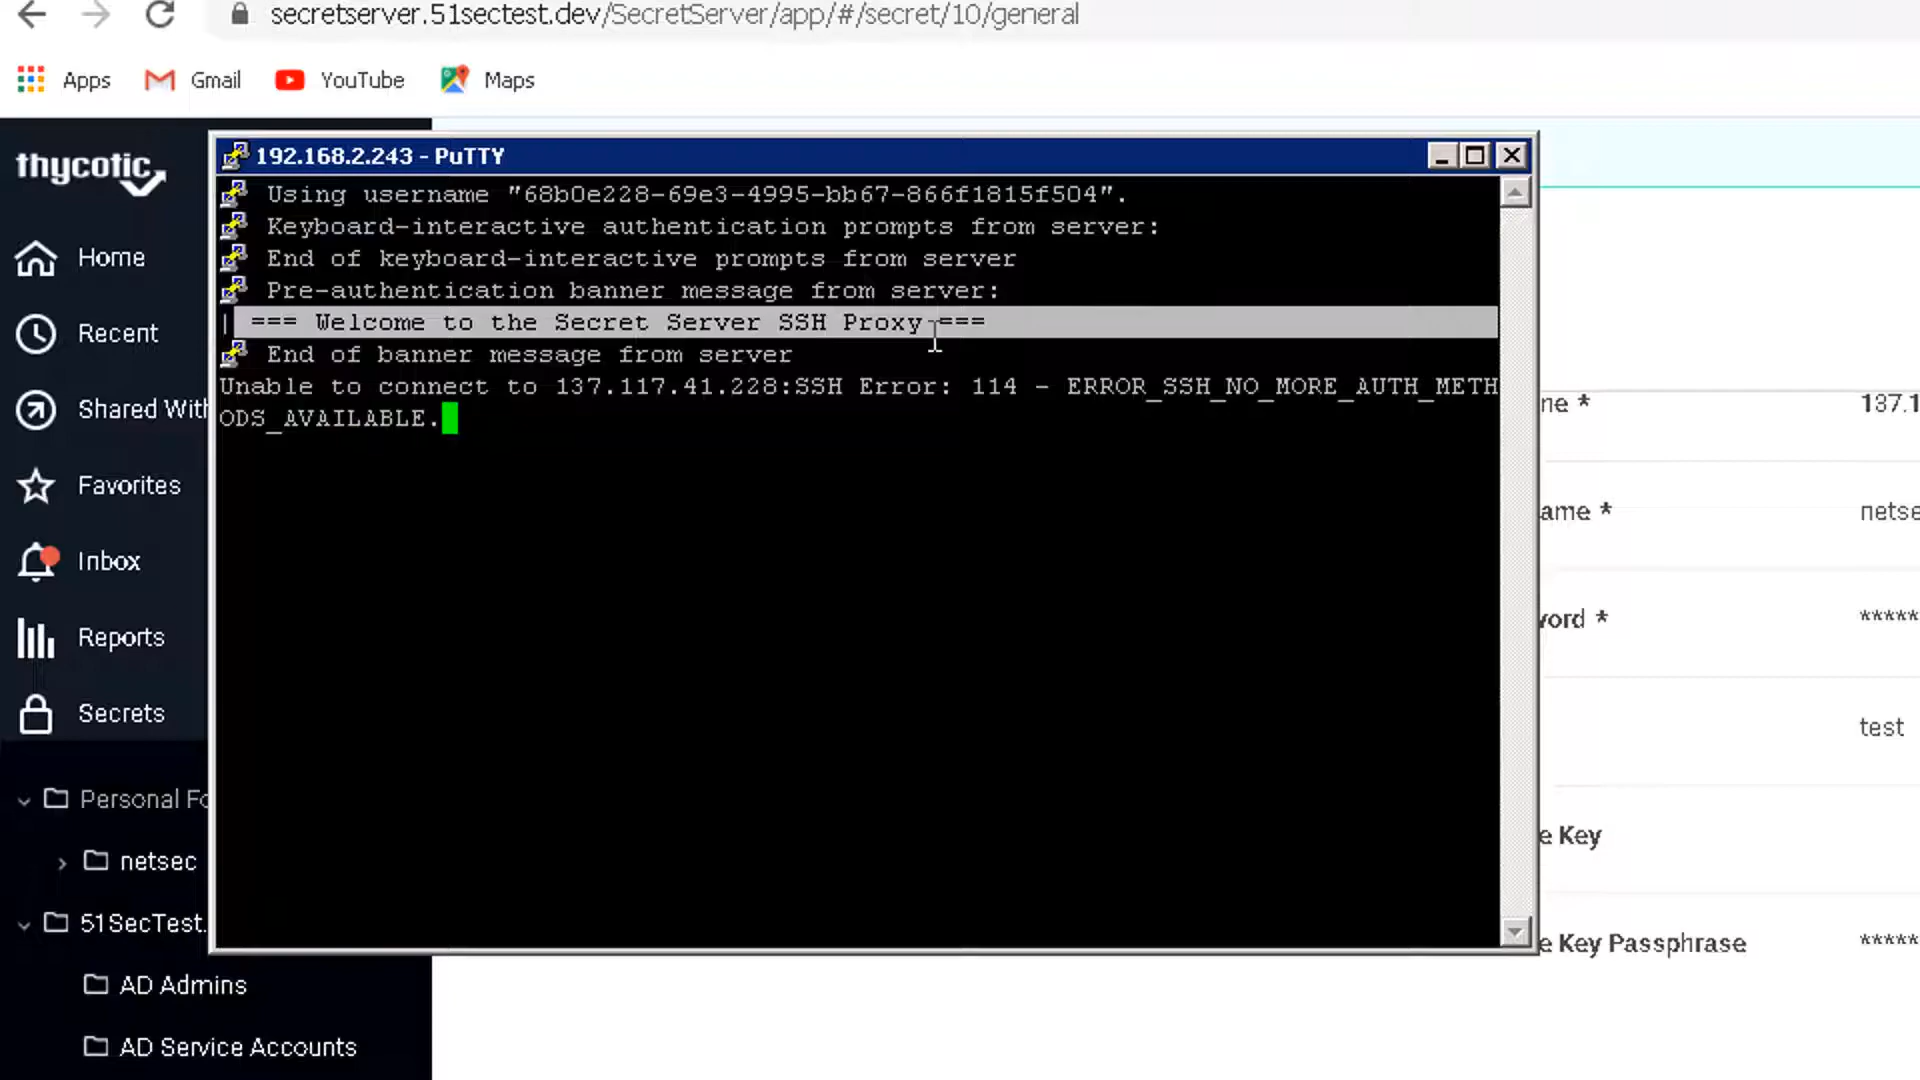 secretserver.51sectest.dev/SecretServer/app/#/secret/10/general
Apps
Gmail
YouTube
Maps
thycotic
192.168.2.243 - PuTTY
Using username "68b0e228-69e3-4995-bb67-866f1815f504".
Keyboard-interactive authentication prompts from server:
End of keyboard-interactive prompts from server
Pre-authentication banner message from server:
| === Welcome to the Secret Server SSH Proxy ===
End of banner message from server
Unable to connect to 137.117.41.228:SSH Error: 114 - ERROR_SSH_NO_MORE_AUTH_METH
ODS_AVAILABLE.
Home
Recent
Shared With
Favorites
Inbox
Reports
Secrets
Personal Fo
netsec
51SecTest.
AD Admins
AD Service Accounts
ne *
137.1
ame *
netse
word *
*****
test
e Key
e Key Passphrase
*****